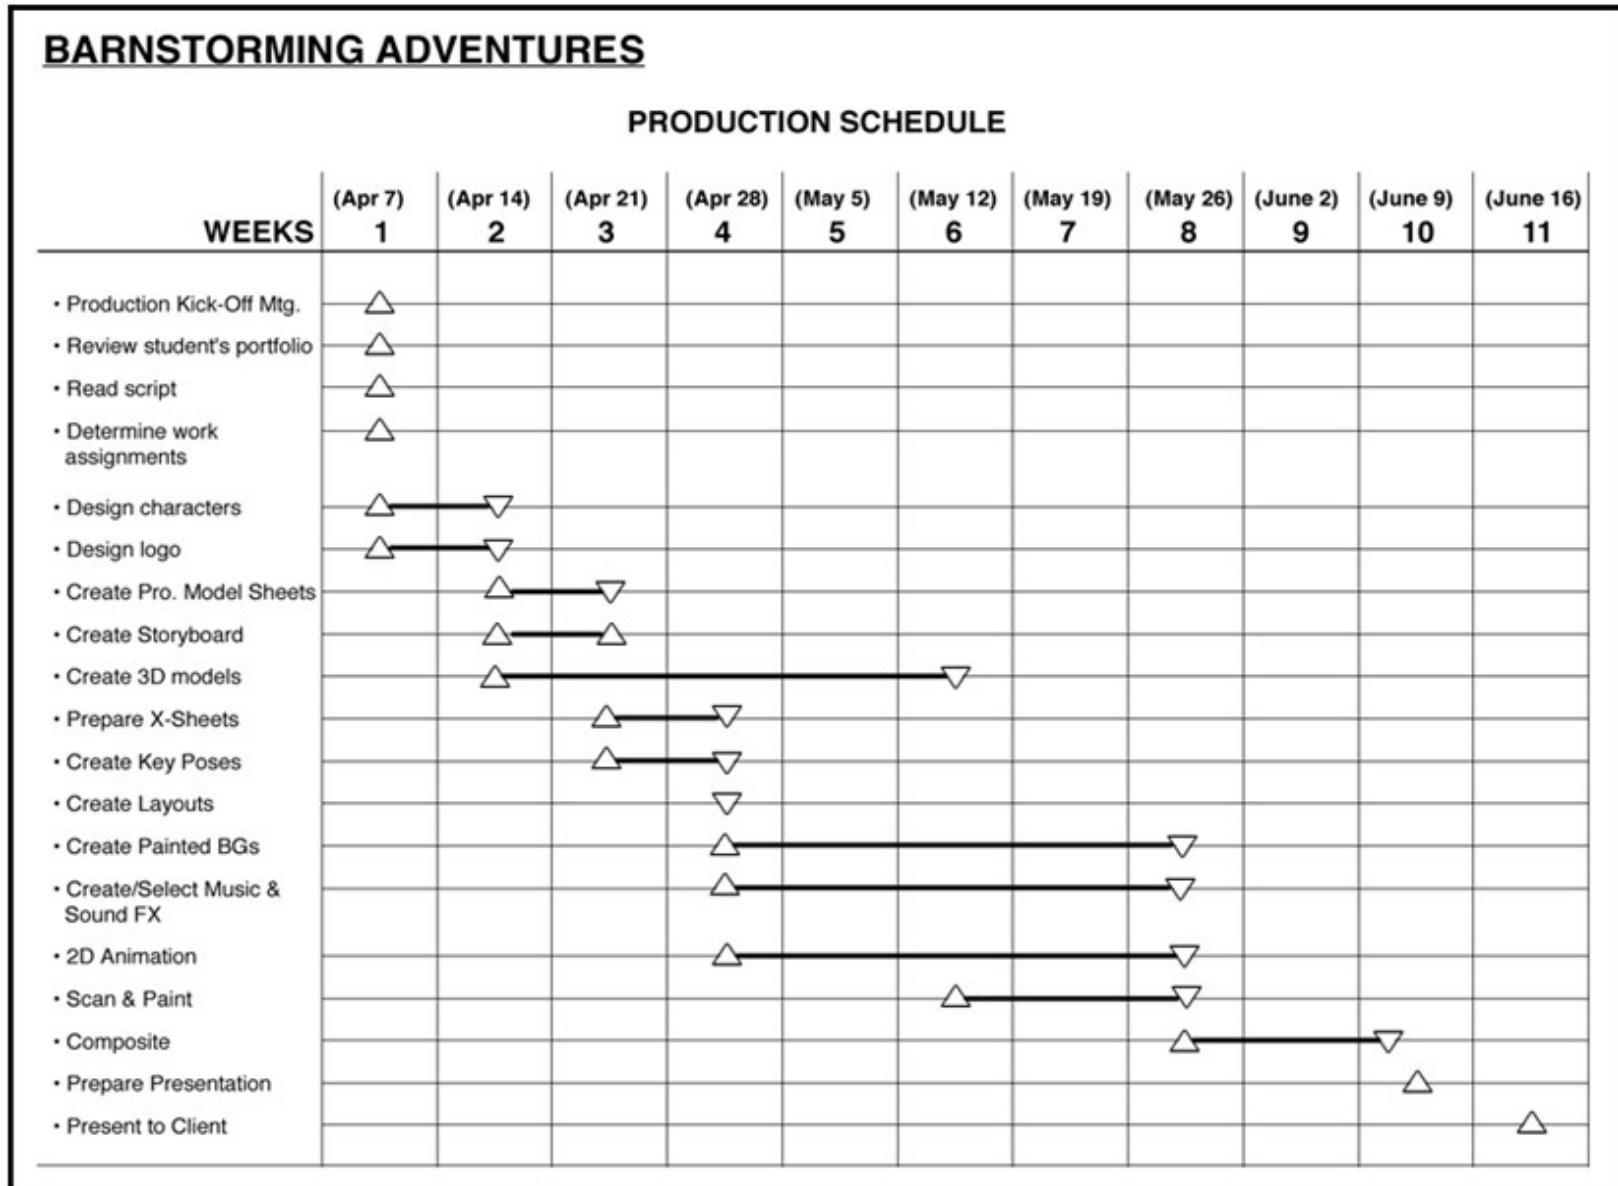 BARNSTORMING ADVENTURES
PRODUCTION SCHEDULE
(Apr 7) (Apr 14) (Apr 21) (Apr 28) (May 5) (May 12) (May 19) (May 26) (June 2) (June 9) (June 16)
WEEKS 1 2 3 4 5 6 7 8 9 10 11
• Production Kick-Off Mtg.
• Review student's portfolio
• Read script
• Determine work
assignments
• Design characters
• Design logo
• Create Pro. Model Sheets
• Create Storyboard
• Create 3D models
• Prepare X-Sheets
• Create Key Poses
• Create Layouts
• Create Painted BGs
• Create/Select Music &
Sound FX
• 2D Animation
• Scan & Paint
• Composite
• Prepare Presentation
• Present to Client